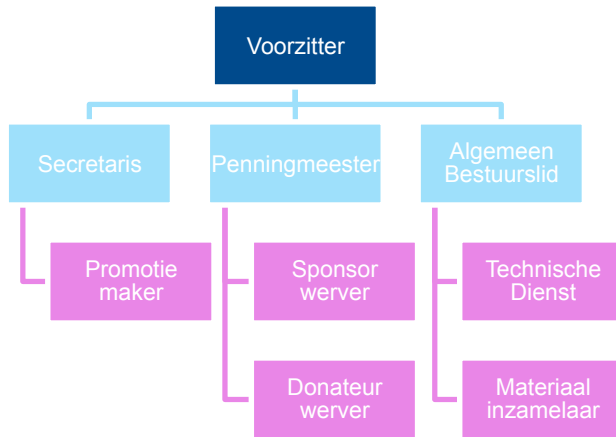 Voorzitter
Secretaris
Penningmeester
Algemeen
Bestuurslid
Promotie
maker
Sponsor
werver
Technische
Dienst
Donateur
werver
Materiaal
inzamelaar